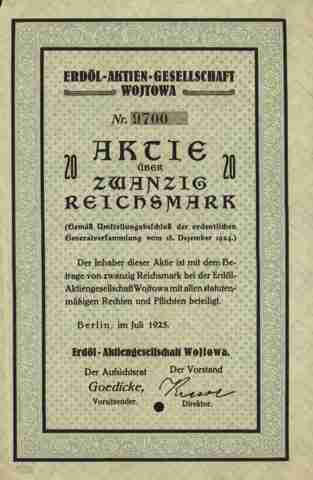 ERDÖL-AKTIEN-GESELLSCHAFT
WOJTOWA
Nr. 9700
AKTIE
20 ÜBER 20
ZWANZIG
REICHSMARK
(Gemäß Umstellungsbeschluß der ordentlichen
Generalversammlung vom 18. Dezember 1924.)
Der Inhaber dieser Aktie ist mit dem Be-
trage von zwanzig Reichsmark bei der Erdöl-
Aktiengesellschaft Wojtowa mit allen statuten-
mäßigen Rechten und Pflichten beteiligt.
Berlin, im Juli 1925.
Erdöl-Aktiengesellschaft Wojtowa.
Der Aufsichtsrat Der Vorstand
Goedicke,
Vorsitzender. Direktor.